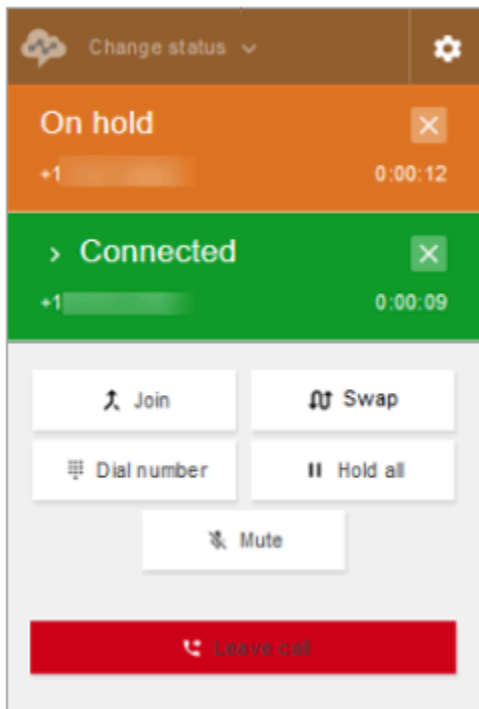 Change status
On hold
+1
0:00:12
Connected
+1
0:00:09
Join
Swap
Dial number
Hold all
Mute
Leave call